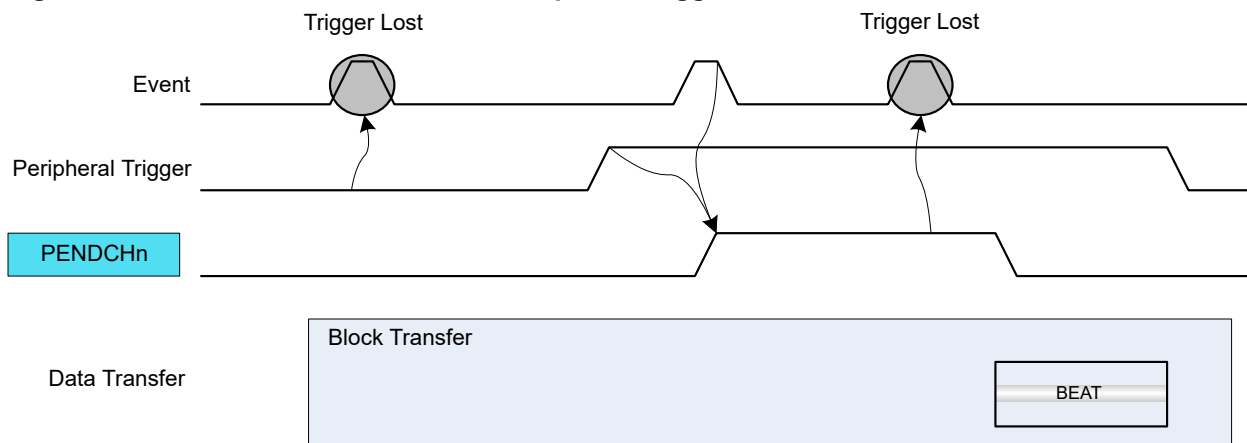 Trigger Lost
Trigger Lost
Event
Peripheral Trigger
PENDCHn
Block Transfer
Data Transfer
BEAT